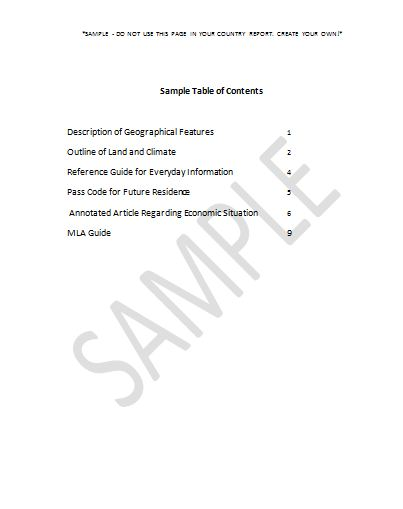 *SAMPLE - DO NOT USE THIS PAGE IN YOUR COUNTRY REPORT. CREATE YOUR OWN!*
Sample Table of Contents
Description of Geographical Features 1
Outline of Land and Climate 2
Reference Guide for Everyday Information 4
Pass Code for Future Residence 5
Annotated Article Regarding Economic Situation 6
MLA Guide 9
SAMPLE